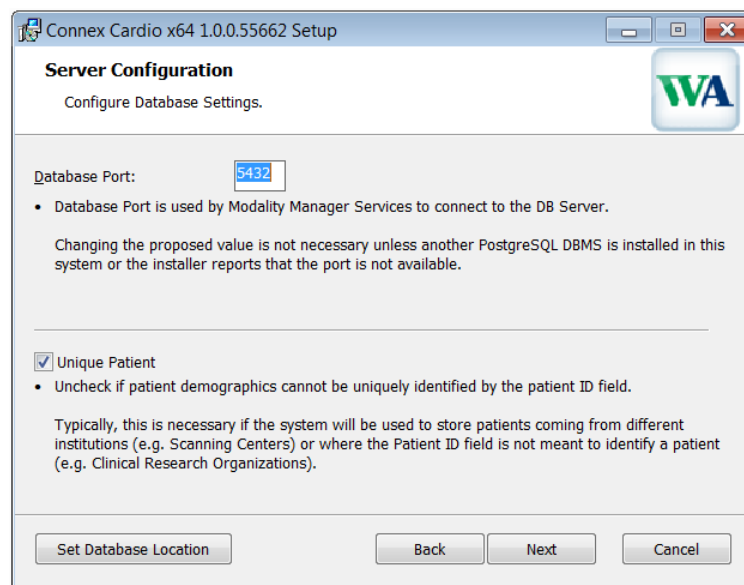 Connex Cardio x64 1.0.0.55662 Setup
Server Configuration
Configure Database Settings.
WA
Database Port: 5432
• Database Port is used by Modality Manager Services to connect to the DB Server.
Changing the proposed value is not necessary unless another PostgreSQL DBMS is installed in this
system or the installer reports that the port is not available.
Unique Patient
• Uncheck if patient demographics cannot be uniquely identified by the patient ID field.
Typically, this is necessary if the system will be used to store patients coming from different
institutions (e.g. Scanning Centers) or where the Patient ID field is not meant to identify a patient
(e.g. Clinical Research Organizations).
Set Database Location Back Next Cancel